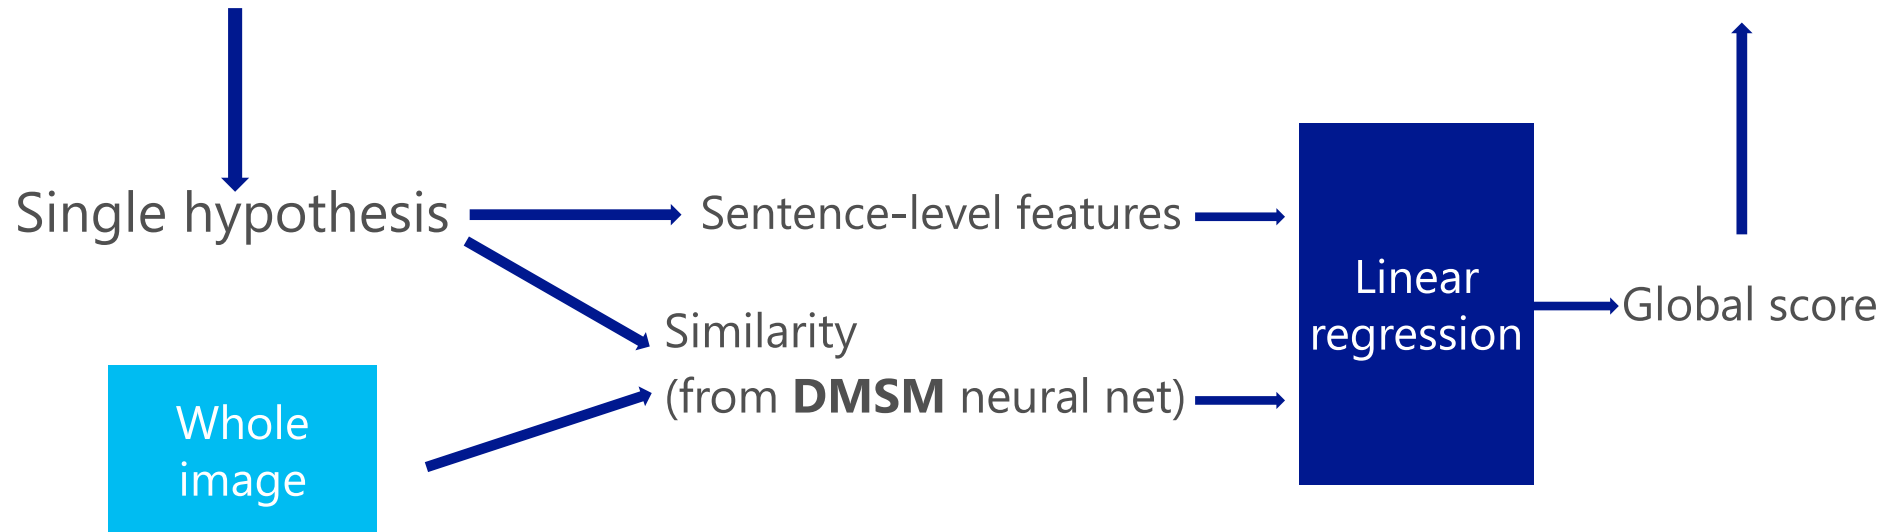 Single hypothesis
Sentence-level features
Similarity
(from DMSM neural net)
Whole
image
Linear
regression
Global score